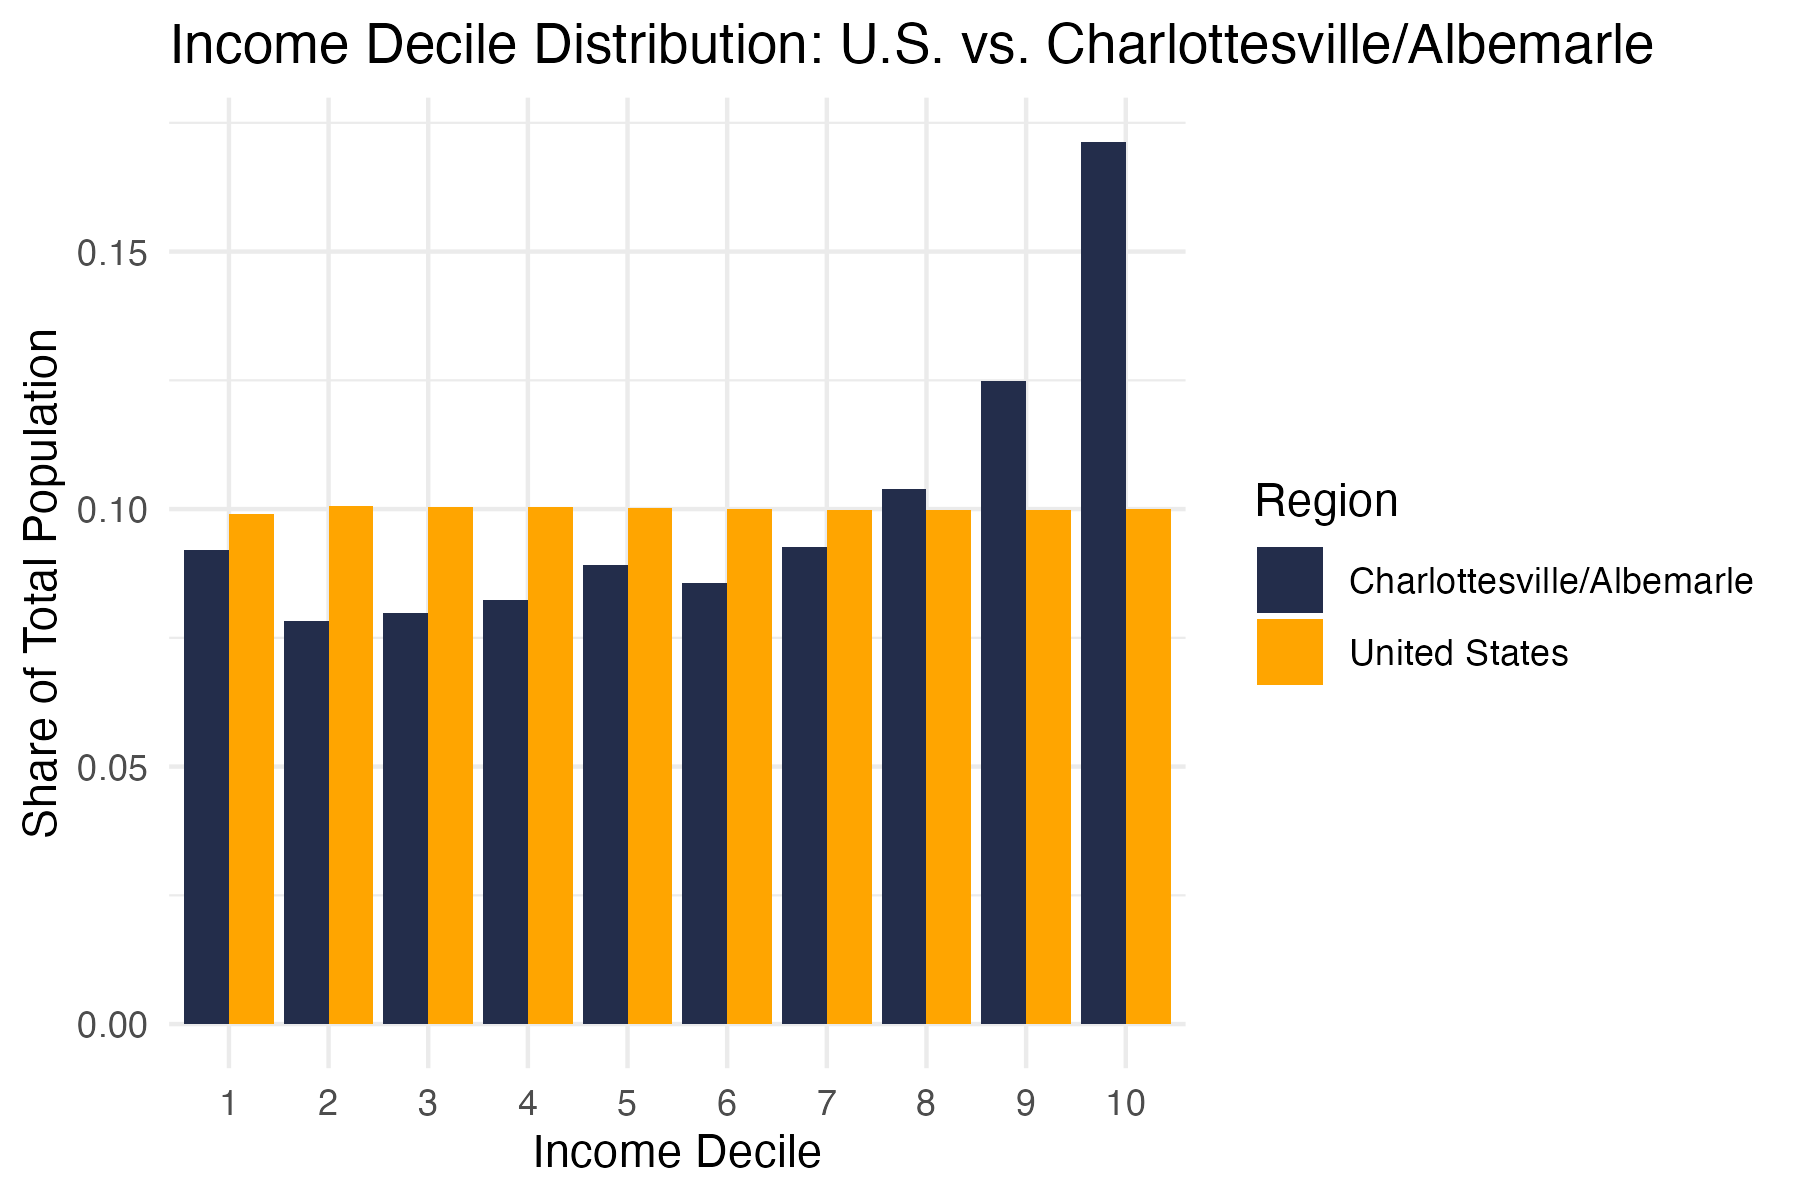 Income Decile Distribution: U.S. vs. Charlottesville/Albemarle
Share of Total Population
0.15
0.10
0.05
0.00
1 2 3 4 5 6 7 8 9 10
Income Decile
Region
Charlottesville/Albemarle
United States